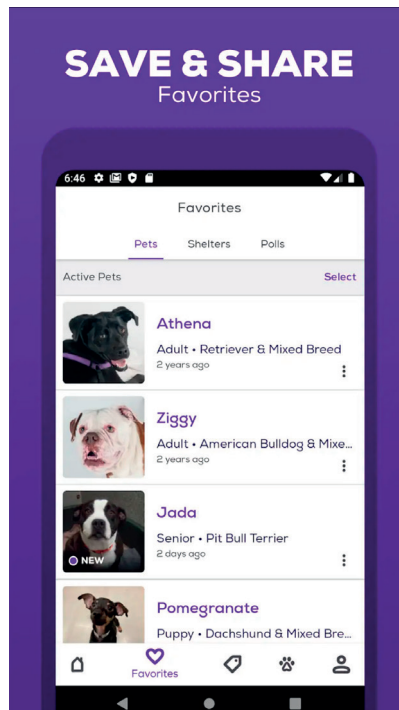 SAVE & SHARE
Favorites
6:46
Favorites
Pets Shelters Polls
Active Pets Select
Athena
Adult • Retriever & Mixed Breed
2 years ago
Ziggy
Adult • American Bulldog & Mixe...
2 years ago
Jada
Senior • Pit Bull Terrier
2 days ago
NEW
Pomegranate
Puppy • Dachshund & Mixed Bre...
Favorites